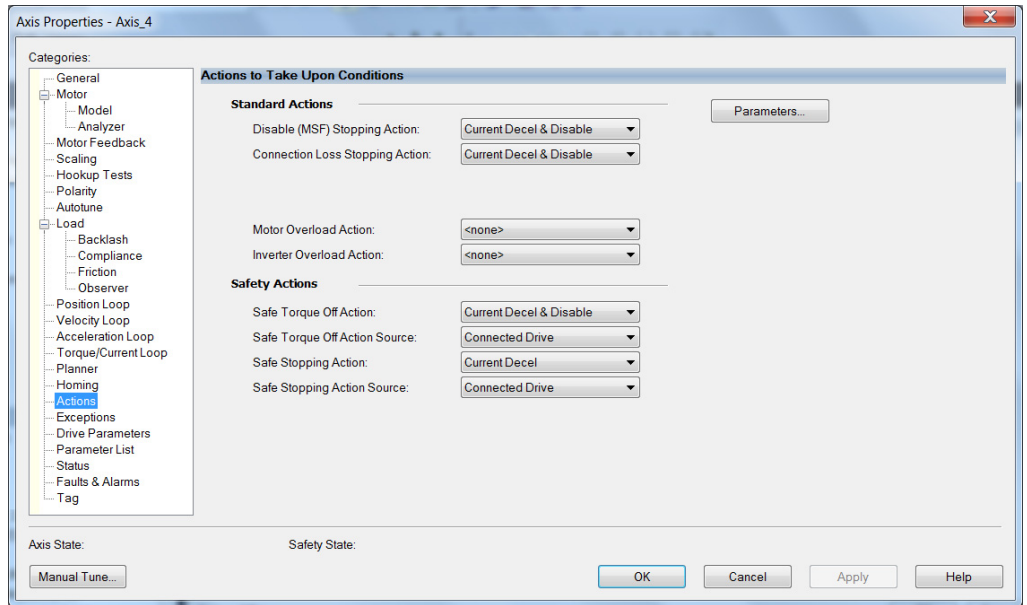 Axis Properties - Axis_4
Categories:
General
Motor
Model
Analyzer
Motor Feedback
Scaling
Hookup Tests
Polarity
Autotune
Load
Backlash
Compliance
Friction
Observer
Position Loop
Velocity Loop
Acceleration Loop
Torque/Current Loop
Planner
Homing
Actions
Exceptions
Drive Parameters
Parameter List
Status
Faults & Alarms
Tag
Actions to Take Upon Conditions
Standard Actions
Parameters...
Disable (MSF) Stopping Action: Current Decel & Disable
Connection Loss Stopping Action: Current Decel & Disable
Motor Overload Action: <none>
Inverter Overload Action: <none>
Safety Actions
Safe Torque Off Action: Current Decel & Disable
Safe Torque Off Action Source: Connected Drive
Safe Stopping Action: Current Decel
Safe Stopping Action Source: Connected Drive
Axis State: Safety State:
Manual Tune... OK Cancel Apply Help